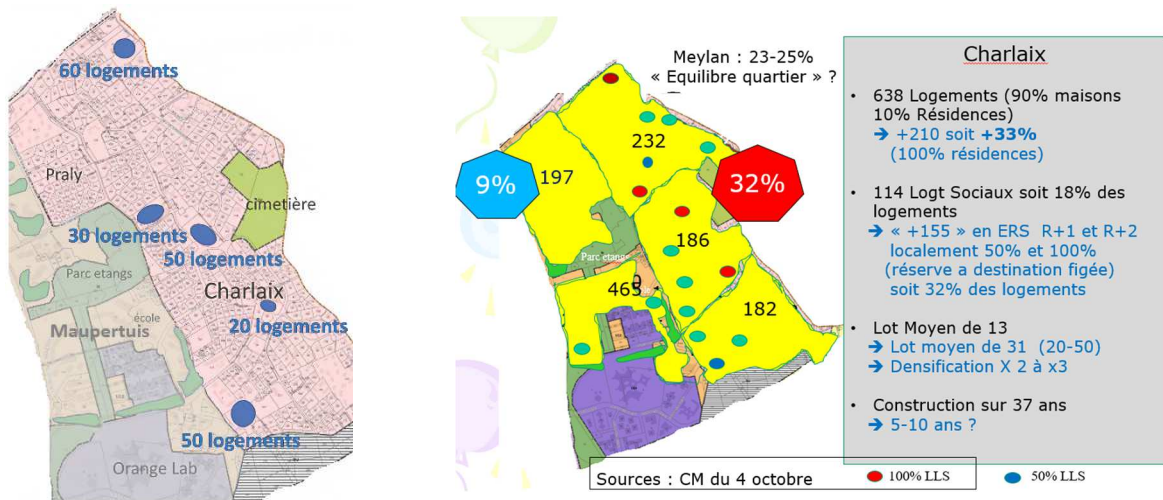 60 logements
Praly
cimetière
30 logements
50 logements
Parc etangs
Charlaix
école
20 logements
Maupertuis
50 logements
Orange Lab
Meylan : 23-25%
« Equilibre quartier » ?
232
9%
197
32%
186
Parc etangs
465
182
Sources : CM du 4 octobre
100% LLS
50% LLS
Charlaix
• 638 Logements (90% maisons
10% Résidences)
➔ +210 soit +33%
(100% résidences)
• 114 Logt Sociaux soit 18% des
logements
➔ « +155 » en ERS R+1 et R+2
localement 50% et 100%
(réserve a destination figée)
soit 32% des logements
• Lot Moyen de 13
➔ Lot moyen de 31 (20-50)
➔ Densification X 2 à x3
• Construction sur 37 ans
➔ 5-10 ans ?